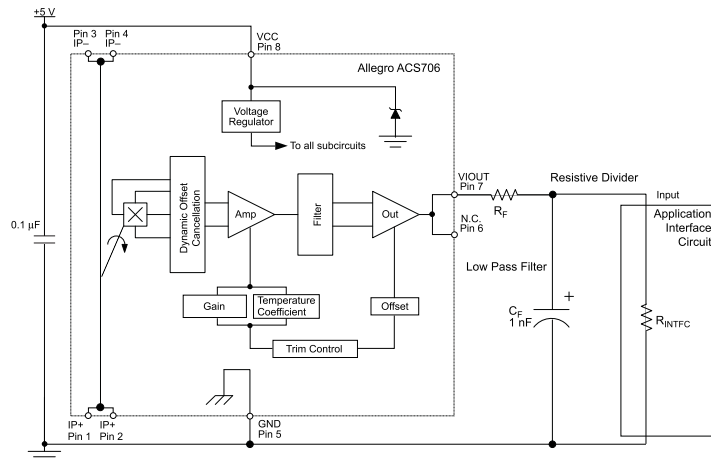 +5 V
Pin 3 Pin 4
IP– IP–
VCC
Pin 8
Allegro ACS706
Voltage
Regulator
To all subcircuits
Dynamic Offset
Cancellation
Amp
Filter
Out
VIOUT
Pin 7
N.C.
Pin 6
RF
Resistive Divider
Input
Application
Interface
Circuit
0.1 µF
Low Pass Filter
Gain
Temperature
Coefficient
Offset
CF
1 nF
+
RINTFC
Trim Control
IP+ IP+
Pin 1 Pin 2
GND
Pin 5